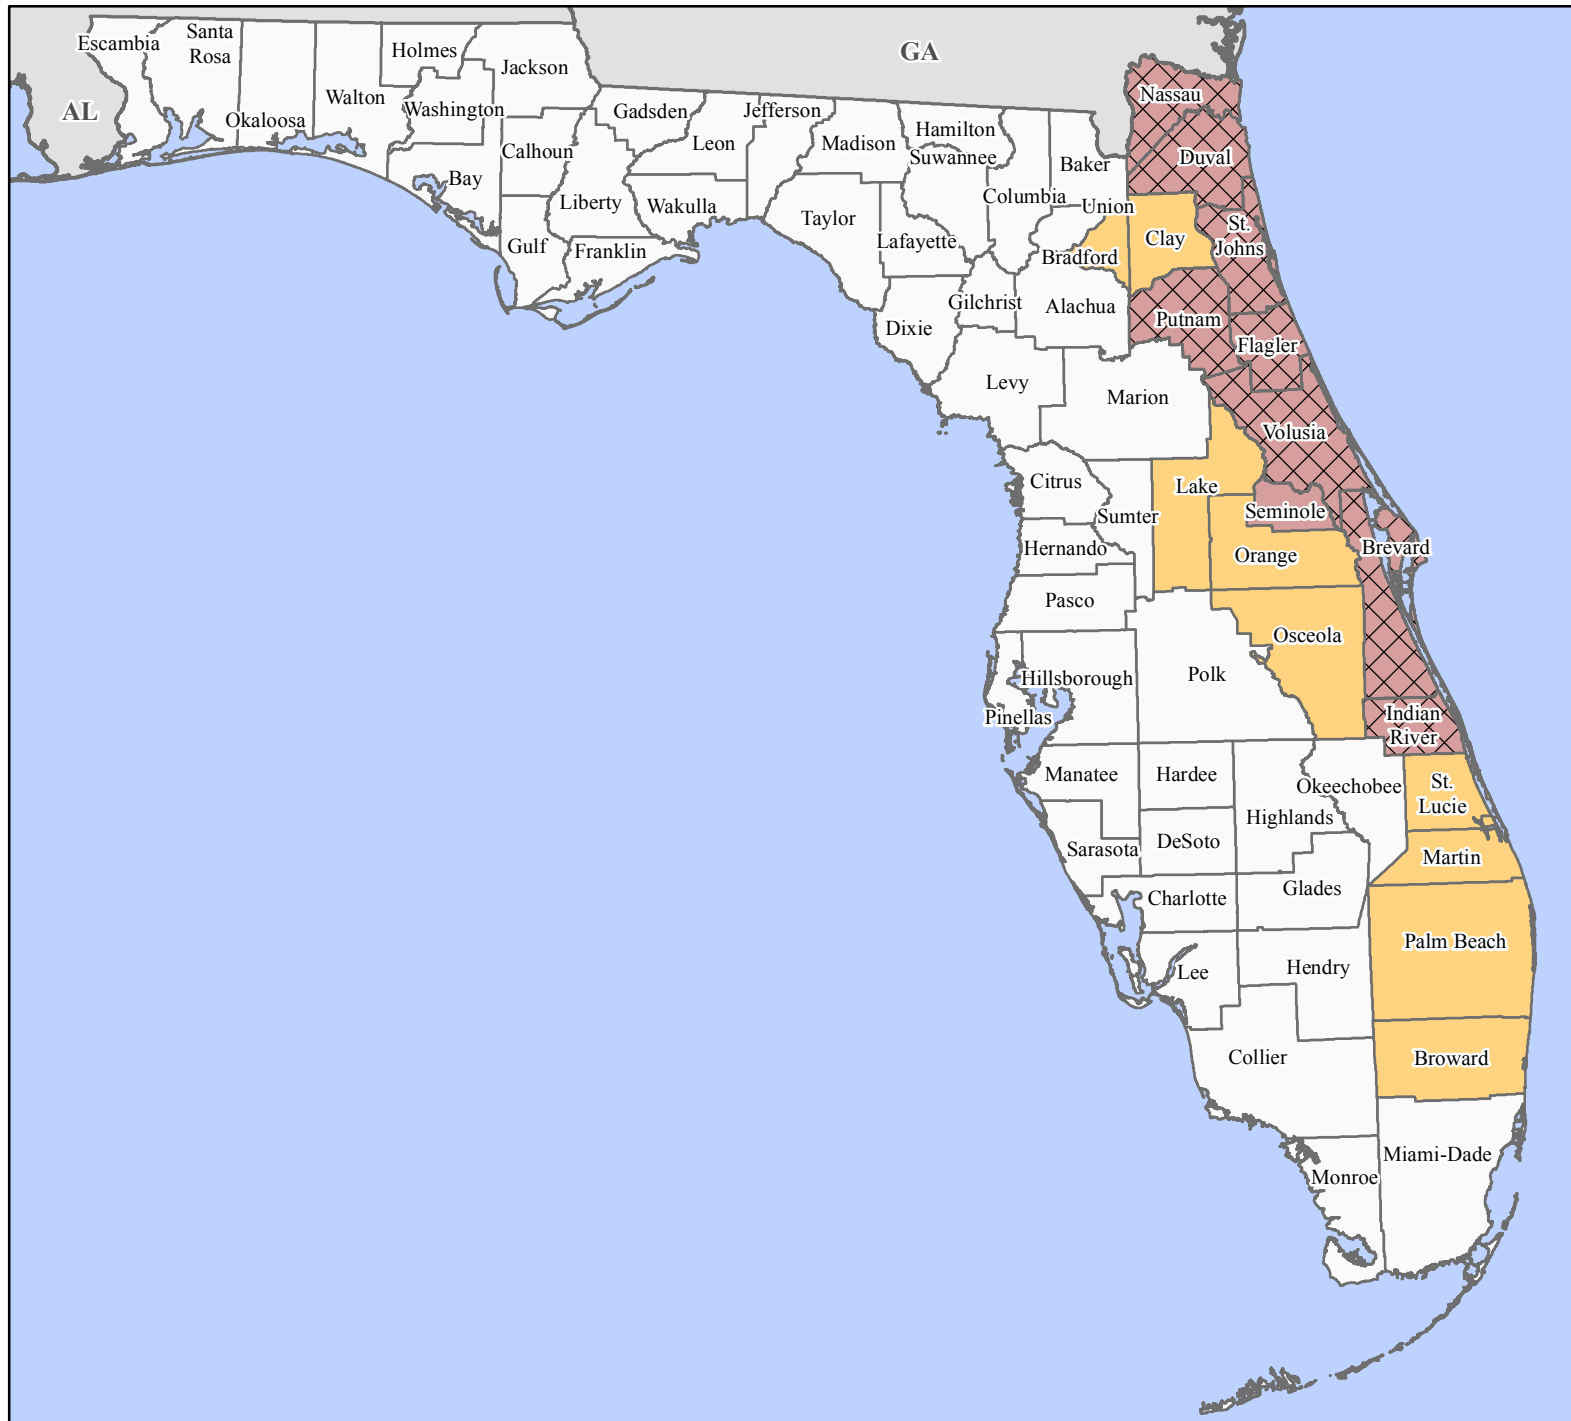 Escambia
Santa
Rosa
Okaloosa
Walton
Holmes
Washington
Jackson
Bay
Calhoun
Gulf
Liberty
Franklin
Gadsden
Leon
Wakulla
Jefferson
Madison
Taylor
Hamilton
Suwannee
Lafayette
Columbia
Baker
Union
Bradford
Nassau
Duval
Clay
St.
Johns
AL
GA
Dixie
Gilchrist
Alachua
Putnam
Flagler
Levy
Marion
Volusia
Citrus
Sumter
Lake
Seminole
Hernando
Orange
Brevard
Pasco
Osceola
Hillsborough
Polk
Pinellas
Indian
River
Manatee
Hardee
Okeechobee
St.
Lucie
Highlands
Sarasota
DeSoto
Martin
Charlotte
Glades
Palm Beach
Lee
Hendry
Collier
Broward
Miami-Dade
Monroe